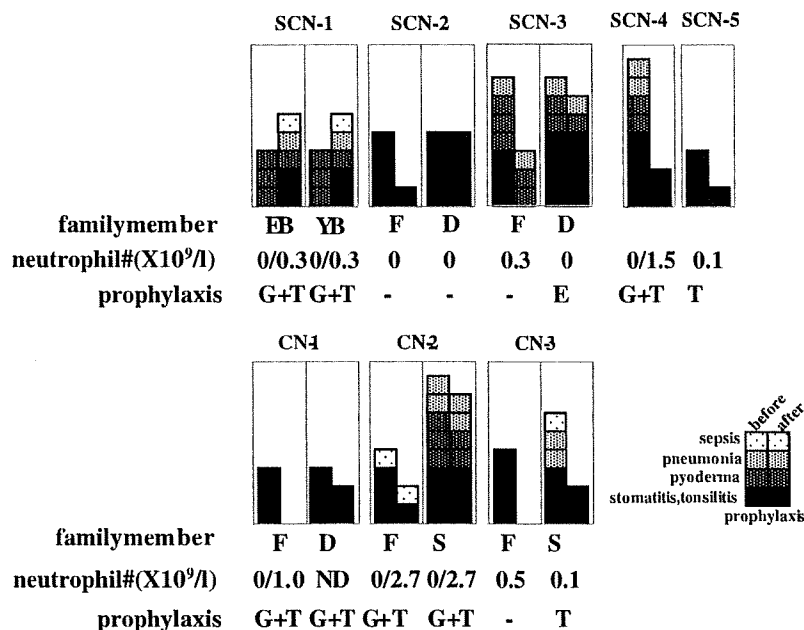 SCN-1 SCN-2 SCN-3 SCN-4 SCN-5
familymember EB YB F D F D
neutrophil#(X10⁹/l) 0/0.3 0/0.3 0 0 0.3 0 0/1.5 0.1
prophylaxis G+T G+T - - - E G+T T
CN-1 CN-2 CN-3
before after
sepsis
pneumonia
pyoderma
stomatitis,tonsilitis
prophylaxis
familymember F D F S F S
neutrophil#(X10⁹/l) 0/1.0 ND 0/2.7 0/2.7 0.5 0.1
prophylaxis G+T G+T G+T G+T - T